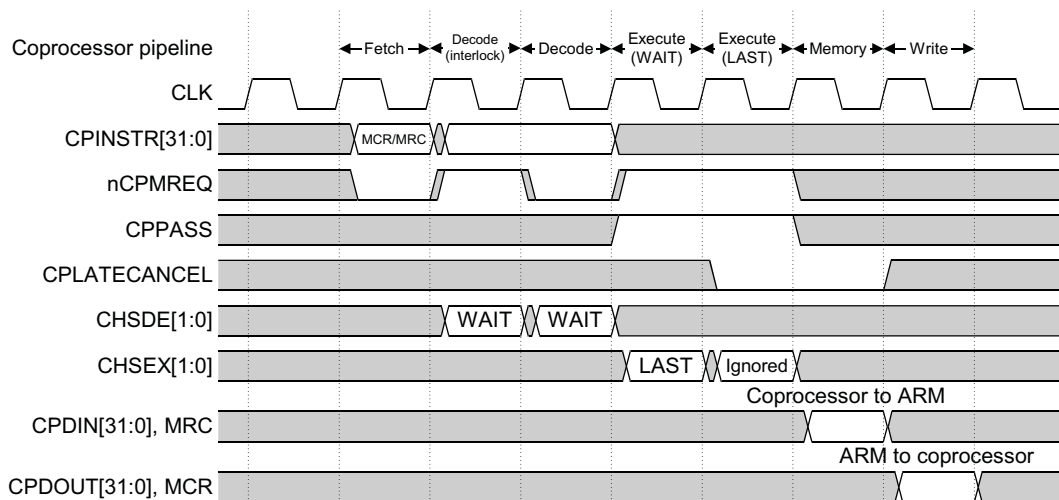 Coprocessor pipeline
Fetch
Decode
(interlock)
Decode
Execute
(WAIT)
Execute
(LAST)
Memory
Write
CLK
CPINSTR[31:0]
MCR/MRC
nCPMREQ
CPPASS
CPLATECANCEL
CHSDE[1:0]
WAIT
WAIT
CHSEX[1:0]
LAST
Ignored
Coprocessor to ARM
CPDIN[31:0], MRC
ARM to coprocessor
CPDOUT[31:0], MCR